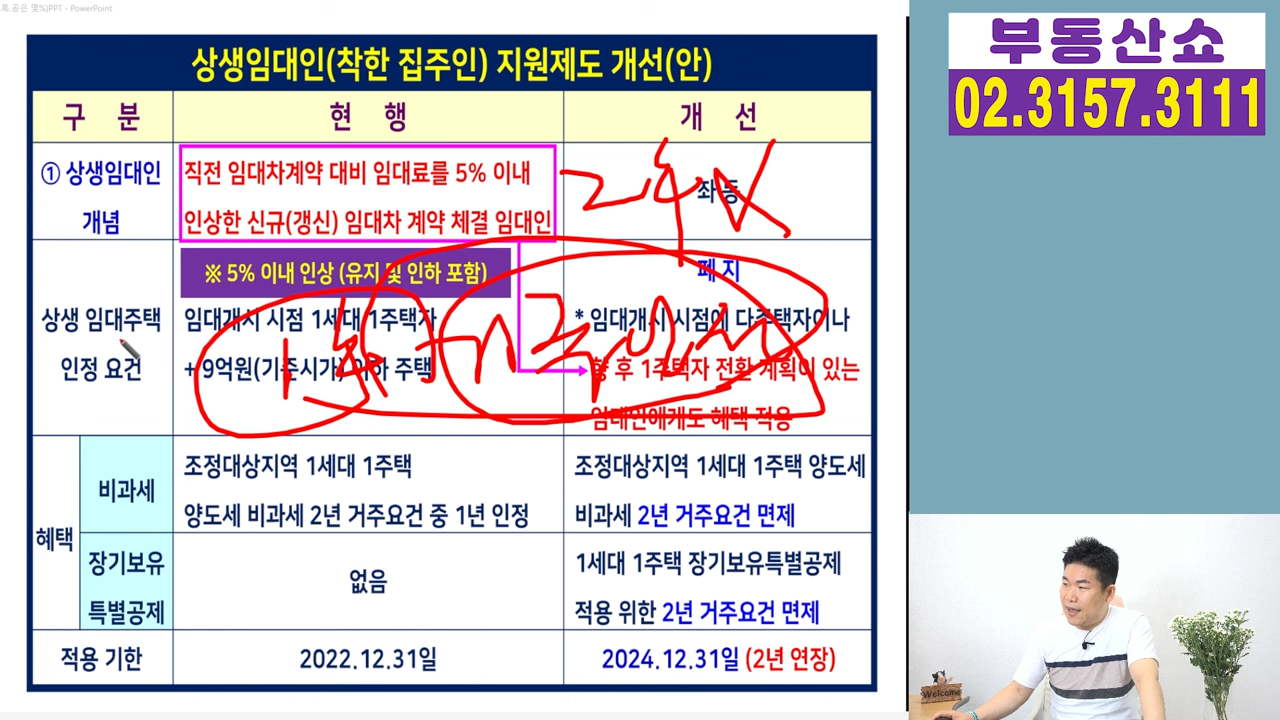 특.공은 몇%)PPT - PowerPoint
부동산쇼
02.3157.3111
상생임대인(착한 집주인) 지원제도 개선(안)
구 분
현 행
개 선
① 상생임대인
개념
직전 임대차계약 대비 임대료를 5% 이내
인상한 신규(갱신) 임대차 계약 체결 임대인
좌 동
상생 임대주택
인정 요건
※ 5% 이내 인상 (유지 및 인하 포함)
임대개시 시점 1세대 1주택자
+ 9억원(기준시가) 이하 주택
폐 지
* 임대개시 시점에 다주택자이나
향 후 1주택자 전환 계획이 있는
임대인에게도 혜택 적용
혜택
비과세
조정대상지역 1세대 1주택
양도세 비과세 2년 거주요건 중 1년 인정
조정대상지역 1세대 1주택 양도세
비과세 2년 거주요건 면제
장기보유
특별공제
없음
1세대 1주택 장기보유특별공제
적용 위한 2년 거주요건 면제
적용 기한
2022.12.31일
2024.12.31일 (2년 연장)
Welcome